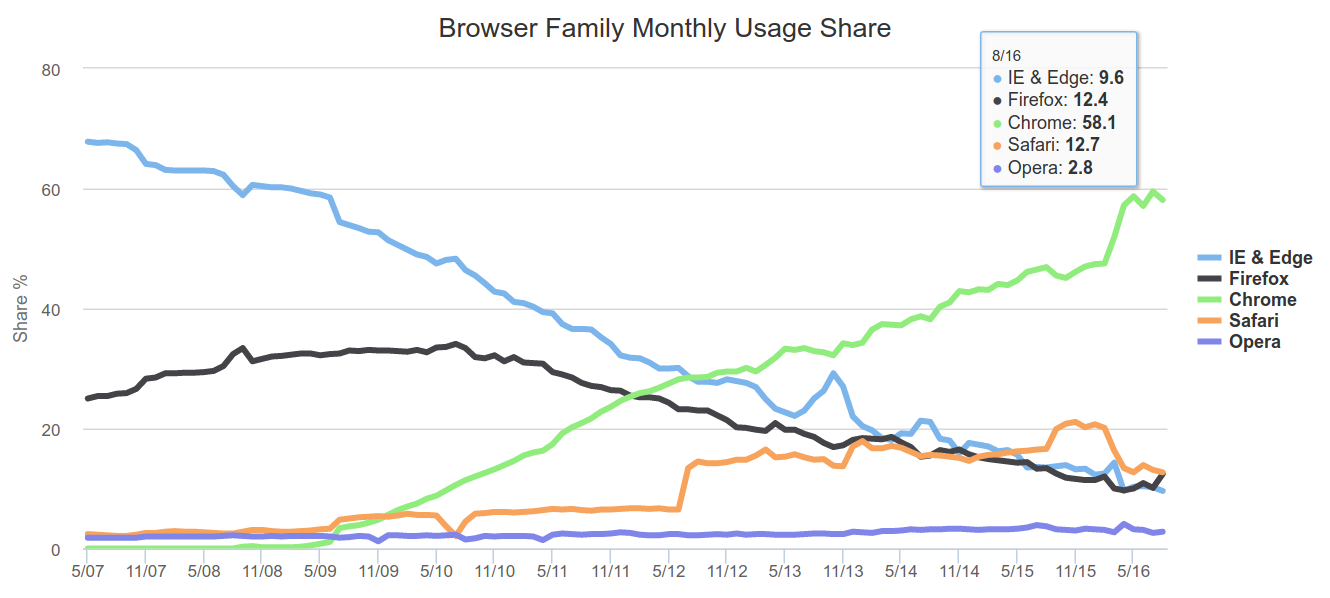 Browser Family Monthly Usage Share
8/16
● IE & Edge: 9.6
● Firefox: 12.4
● Chrome: 58.1
● Safari: 12.7
● Opera: 2.8
Share %
80
60
40
20
0
5/07 11/07 5/08 11/08 5/09 11/09 5/10 11/10 5/11 11/11 5/12 11/12 5/13 11/13 5/14 11/14 5/15 11/15 5/16
IE & Edge
Firefox
Chrome
Safari
Opera